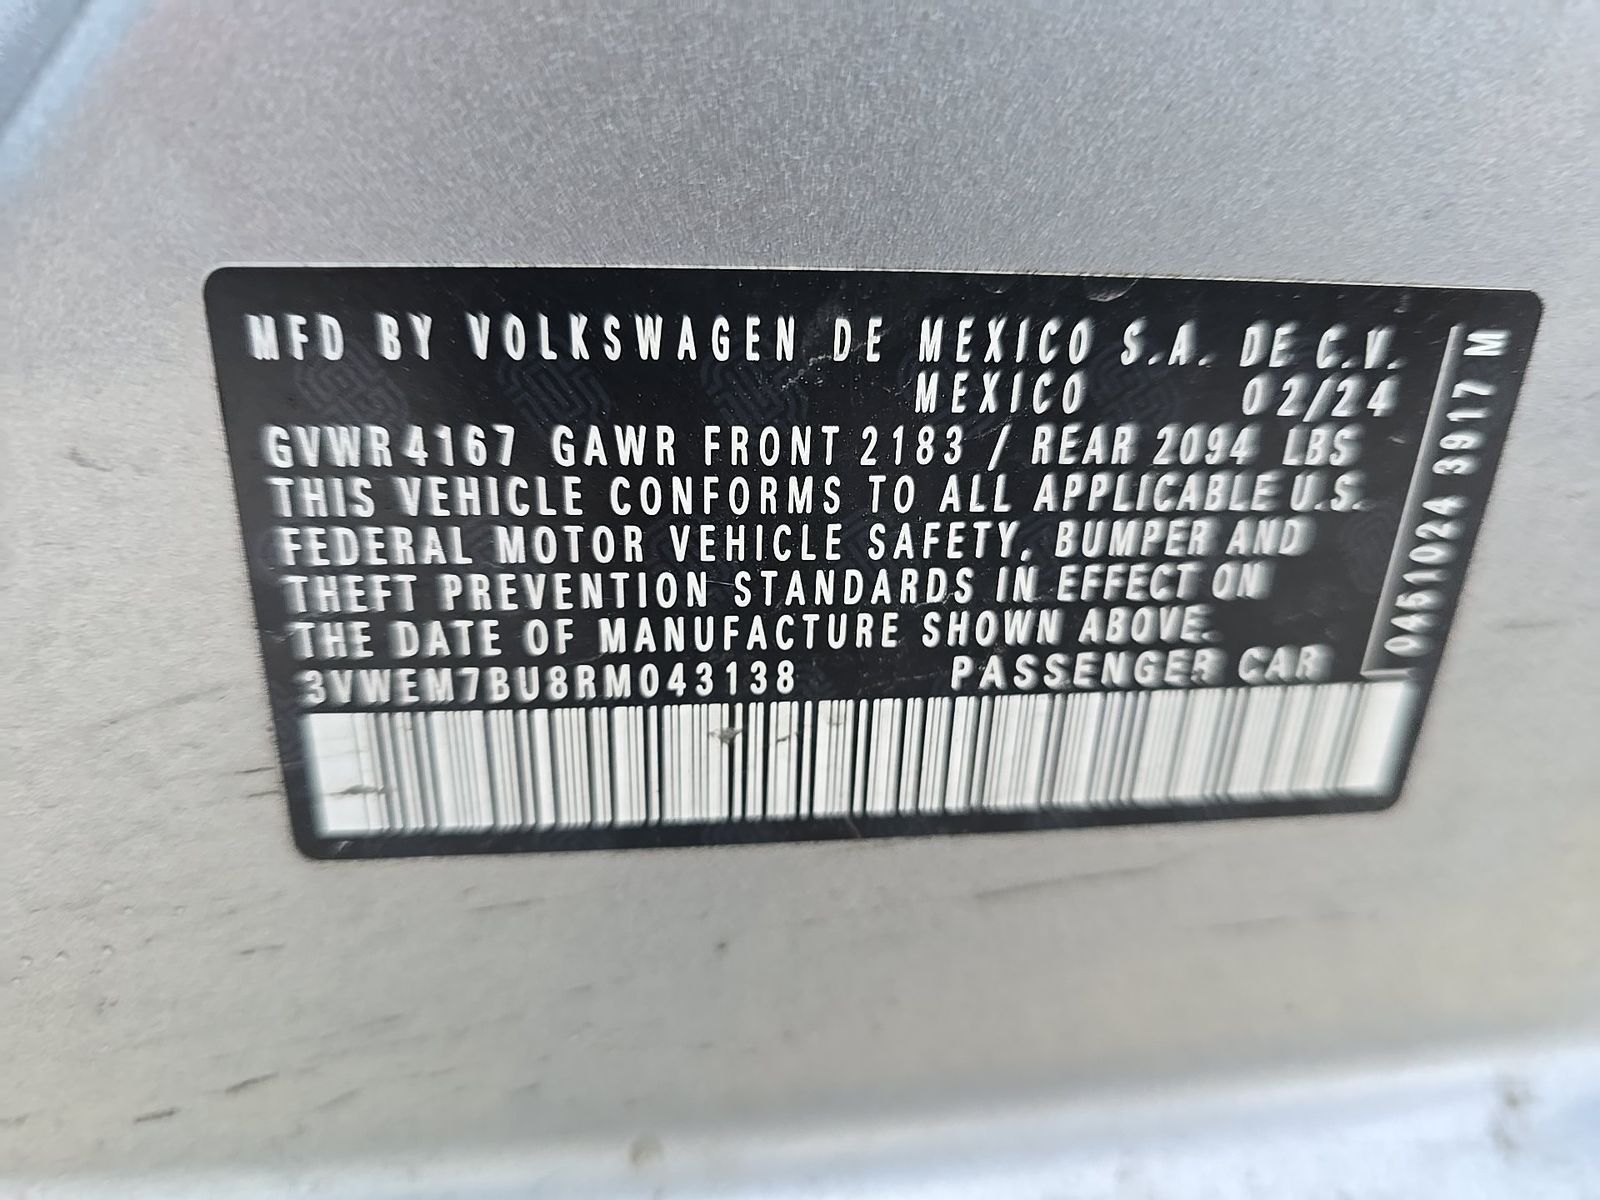 MFD BY VOLKSWAGEN DE MEXICO S.A. DE C.V.
MEXICO 02/24
GVWR 4167 GAWR FRONT 2183 / REAR 2094 LBS
THIS VEHICLE CONFORMS TO ALL APPLICABLE U.S.
FEDERAL MOTOR VEHICLE SAFETY, BUMPER AND
THEFT PREVENTION STANDARDS IN EFFECT ON
THE DATE OF MANUFACTURE SHOWN ABOVE.
3VWEM7BU8RM043138 PASSENGER CAR
0451024 3917 M